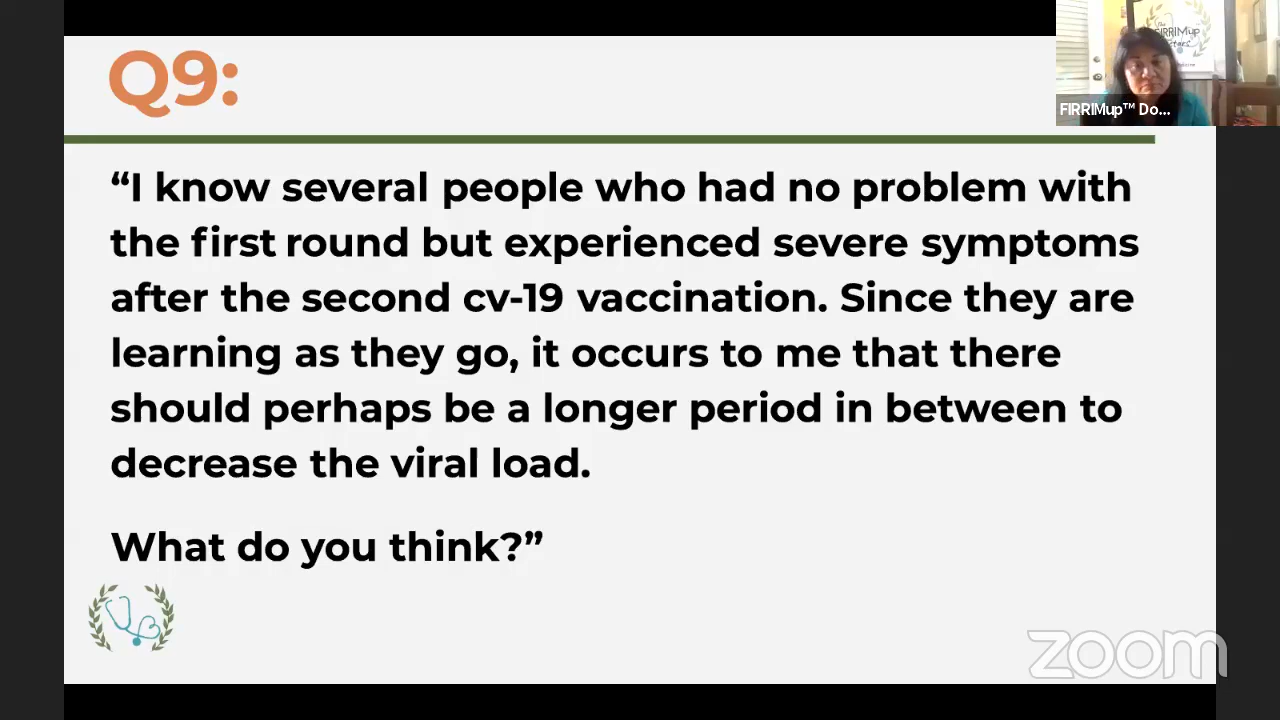 Q9:
FIRRIMup
FIRRIMup™ Do...
“I know several people who had no problem with
the first round but experienced severe symptoms
after the second cv-19 vaccination. Since they are
learning as they go, it occurs to me that there
should perhaps be a longer period in between to
decrease the viral load.
What do you think?”
zoom